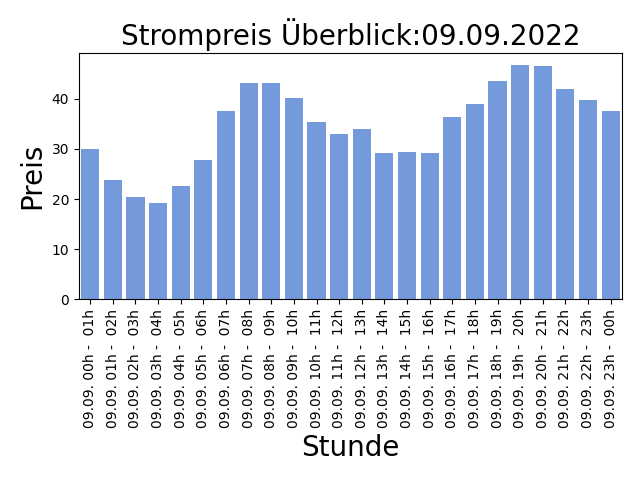 Strompreis Überblick:09.09.2022
Preis
40
30
20
10
0
09.09. 00h - 01h
09.09. 01h - 02h
09.09. 02h - 03h
09.09. 03h - 04h
09.09. 04h - 05h
09.09. 05h - 06h
09.09. 06h - 07h
09.09. 07h - 08h
09.09. 08h - 09h
09.09. 09h - 10h
09.09. 10h - 11h
09.09. 11h - 12h
09.09. 12h - 13h
09.09. 13h - 14h
09.09. 14h - 15h
09.09. 15h - 16h
09.09. 16h - 17h
09.09. 17h - 18h
09.09. 18h - 19h
09.09. 19h - 20h
09.09. 20h - 21h
09.09. 21h - 22h
09.09. 22h - 23h
09.09. 23h - 00h
Stunde